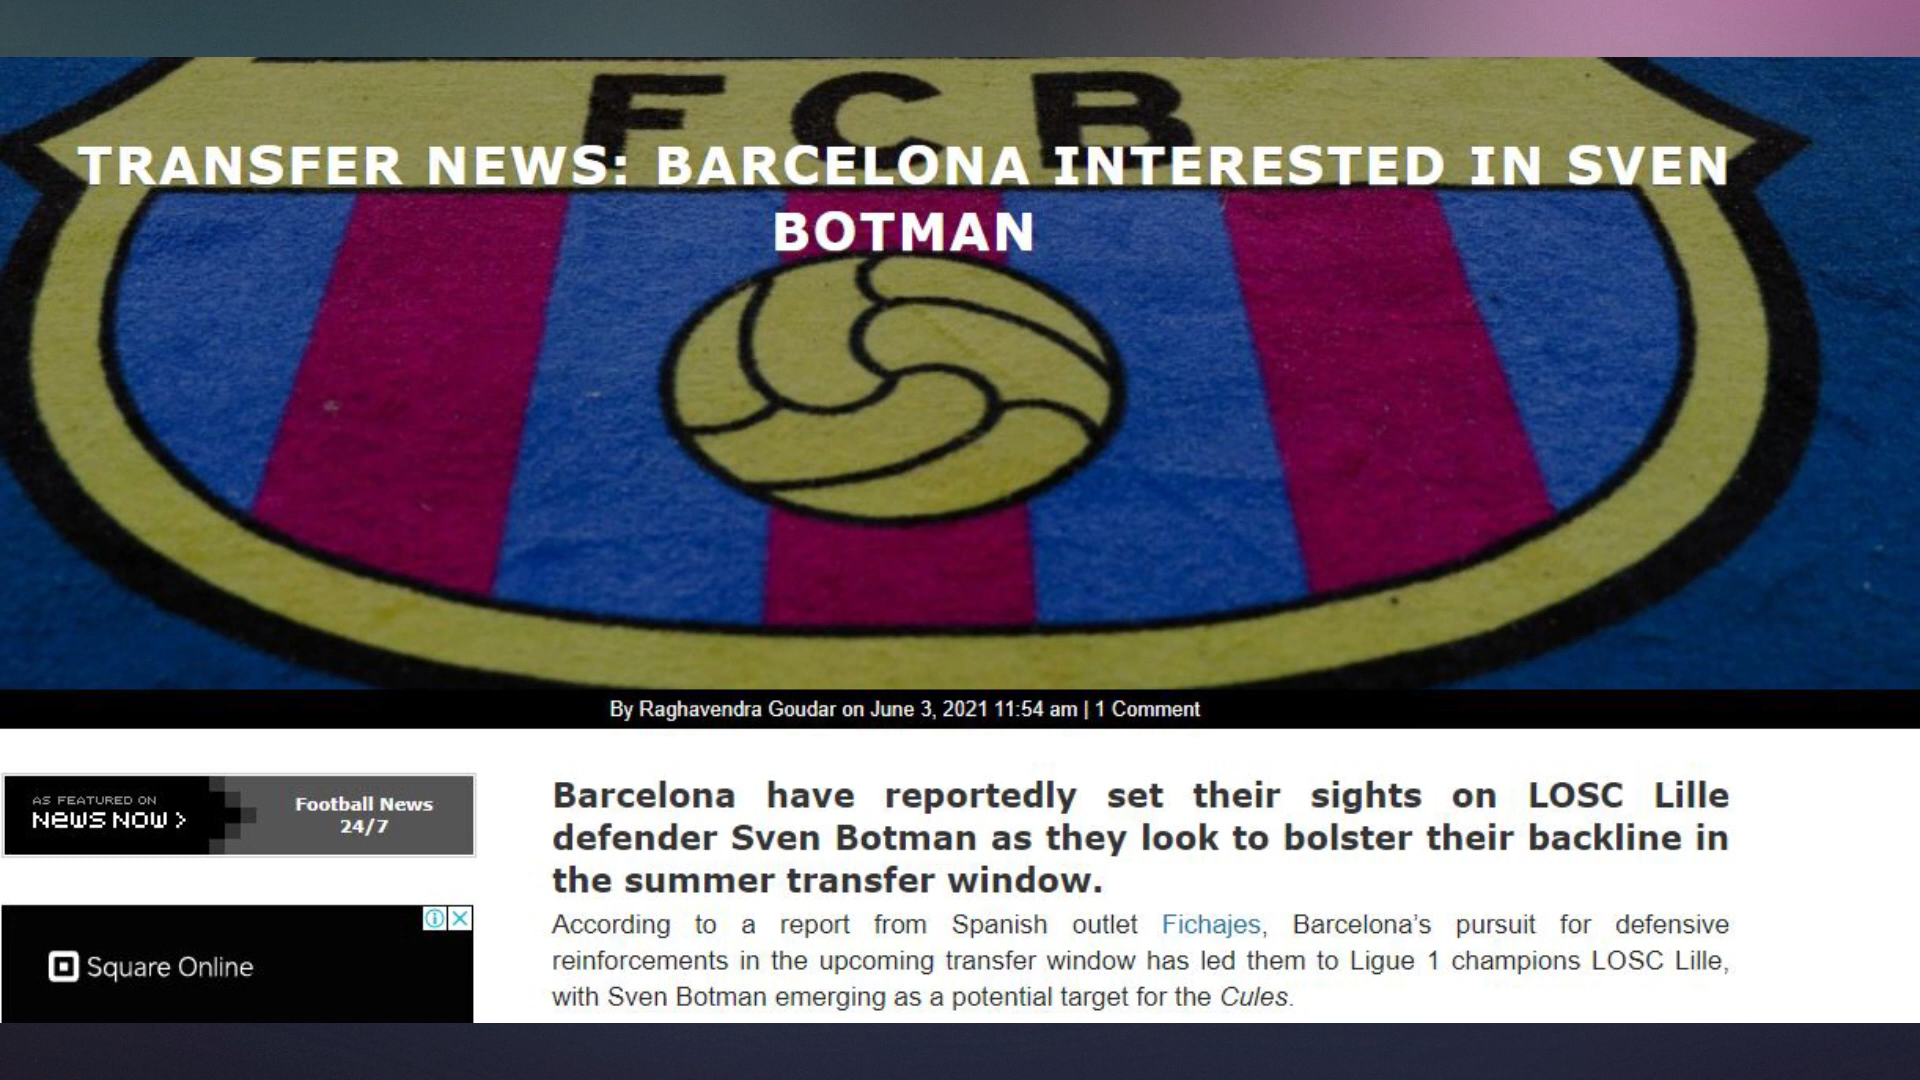 F C B
TRANSFER NEWS: BARCELONA INTERESTED IN SVEN
BOTMAN
By Raghavendra Goudar on June 3, 2021 11:54 am | 1 Comment
AS FEATURED ON
NEWS NOW >
Football News
24/7
Square Online
Barcelona have reportedly set their sights on LOSC Lille
defender Sven Botman as they look to bolster their backline in
the summer transfer window.
According to a report from Spanish outlet Fichajes, Barcelona’s pursuit for defensive
reinforcements in the upcoming transfer window has led them to Ligue 1 champions LOSC Lille,
with Sven Botman emerging as a potential target for the Cules.